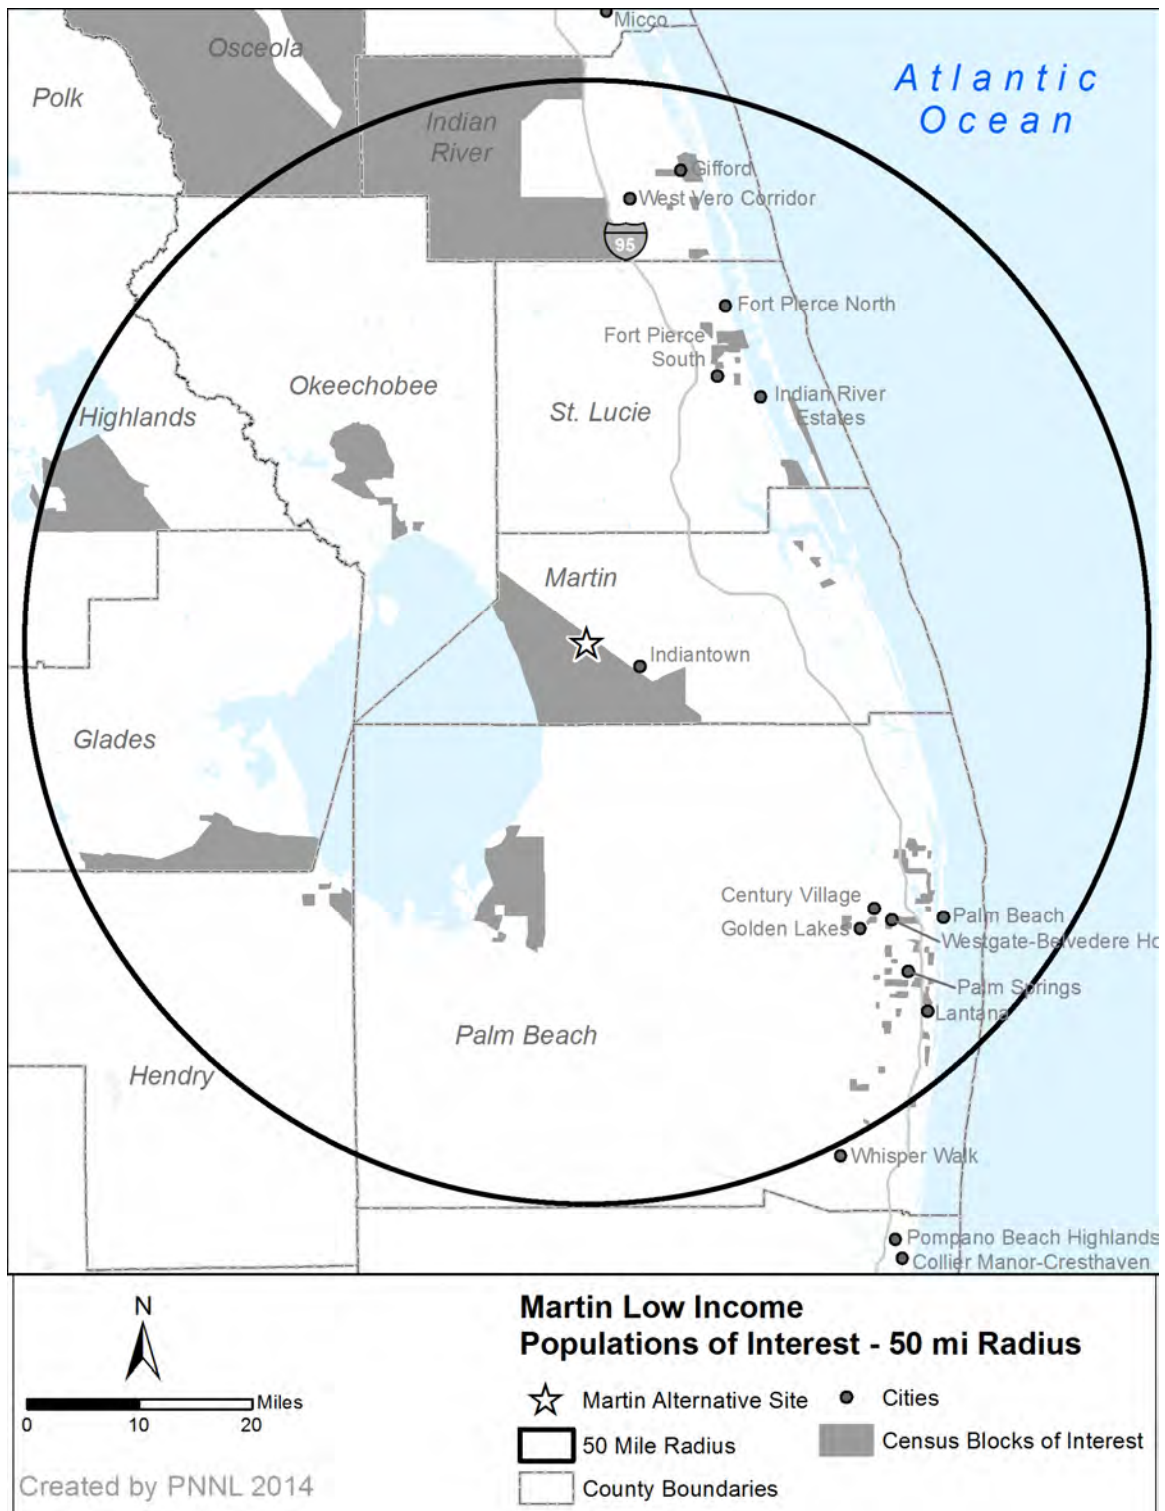 Micco
Osceola
Atlantic
Ocean
Polk
Indian
River
Gifford
West Vero Corridor
95
Fort Pierce North
Fort Pierce
South
Okeechobee
Indian River
Estates
Highlands
St. Lucie
Martin
Indiantown
Glades
Century Village
Palm Beach
Golden Lakes
Westgate-Belvedere Ho
Palm Springs
Lantana
Palm Beach
Hendry
Whisper Walk
Pompano Beach Highlands
Collier Manor-Cresthaven
N
Miles
0 10 20
Created by PNNL 2014
Martin Low Income
Populations of Interest - 50 mi Radius
Martin Alternative Site
Cities
50 Mile Radius
Census Blocks of Interest
County Boundaries